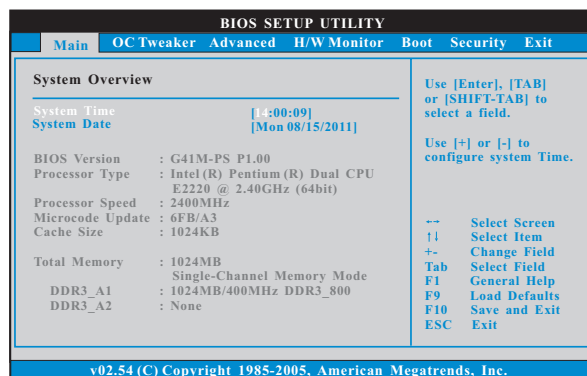 BIOS SETUP UTILITY
Main OC Tweaker Advanced H/W Monitor Boot Security Exit
System Overview
System Time [14:00:09]
System Date [Mon 08/15/2011]
BIOS Version : G41M-PS P1.00
Processor Type : Intel (R) Pentium (R) Dual CPU
E2220 @ 2.40GHz (64bit)
Processor Speed : 2400MHz
Microcode Update : 6FB/A3
Cache Size : 1024KB
Total Memory : 1024MB
Single-Channel Memory Mode
DDR3_A1 : 1024MB/400MHz DDR3_800
DDR3_A2 : None
Use [Enter], [TAB]
or [SHIFT-TAB] to
select a field.
Use [+] or [-] to
configure system Time.
←→ Select Screen
↑↓ Select Item
+- Change Field
Tab Select Field
F1 General Help
F9 Load Defaults
F10 Save and Exit
ESC Exit
v02.54 (C) Copyright 1985-2005, American Megatrends, Inc.